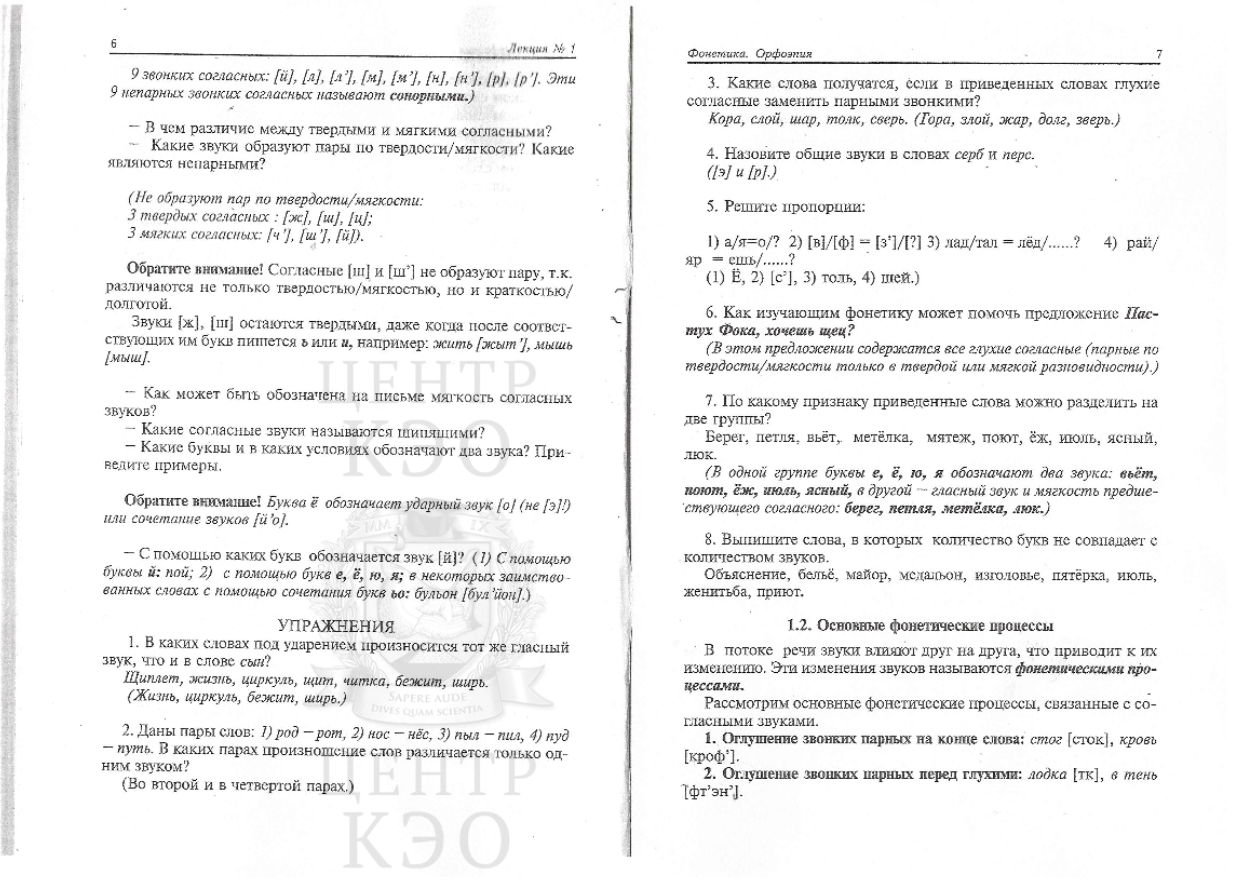 6
Лекция № 1
9 звонких согласных: [й], [л], [л’], [м], [м’], [н], [н’], [р], [р’]. Эти
9 непарных звонких согласных называют сонорными.)
— В чем различие между твердыми и мягкими согласными?
— Какие звуки образуют пары по твердости/мягкости? Какие
являются непарными?
(Не образуют пар по твердости/мягкости:
3 твердых согласных : [ж], [ш], [ц];
3 мягких согласных: [ч’], [ш’], [й]).
Обратите внимание! Согласные [ш] и [ш’] не образуют пару, т.к.
различаются не только твердостью/мягкостью, но и краткостью/
долготой.
Звуки [ж], [ш] остаются твердыми, даже когда после соответст-
ствующих им букв пишется ь или и, например: жить [жыт’], мышь
[мыш].
— Как может быть обозначена на письме мягкость согласных
звуков?
— Какие согласные звуки называются шипящими?
— Какие буквы и в каких условиях обозначают два звука? При-
ведите примеры.
Обратите внимание! Буква ё обозначает ударный звук [о] (не [э]!)
или сочетание звуков [й’о].
— С помощью каких букв обозначается звук [й]? (1) С помощью
буквы й: пой; 2) с помощью букв е, ё, ю, я; в некоторых заимство-
ванных словах с помощью сочетания букв ьо: бульон [бул’йон].)
УПРАЖНЕНИЯ
1. В каких словах под ударением произносится тот же гласный
звук, что и в слове сын?
Щиплет, жизнь, циркуль, щит, читка, бежит, ширь.
(Жизнь, циркуль, бежит, ширь.)
2. Даны пары слов: 1) род — рот, 2) нос — нёс, 3) пыл — пил, 4) пуд
— путь. В каких парах произношение слов различается только од-
ним звуком?
(Во второй и в четвертой парах.)
ЦЕНТР
КЭО
MM IX
SAPERE AUDE
DIVES QUAM SCIENTIA
ЦЕНТР
КЭО
Фонетика. Орфоэпия
7
3. Какие слова получатся, если в приведенных словах глухие
согласные заменить парными звонкими?
Кора, слой, шар, толк, сверь. (Гора, злой, жар, долг, зверь.)
4. Назовите общие звуки в словах серб и перс.
([э] и [р].)
5. Решите пропорции:
1) а/я=о/? 2) [в]/[ф] = [з’]/[?] 3) лад/тал = лёд/......? 4) рай/
яр = ешь/......?
(1) Ё, 2) [с’], 3) толь, 4) шей.)
6. Как изучающим фонетику может помочь предложение Пас-
тух Фока, хочешь щец?
(В этом предложении содержатся все глухие согласные (парные по
твердости/мягкости только в твердой или мягкой разновидности).)
7. По какому признаку приведенные слова можно разделить на
две группы?
Берег, петля, вьёт, метёлка, мятеж, поют, ёж, июль, ясный,
люк.
(В одной группе буквы е, ё, ю, я обозначают два звука: вьёт,
поют, ёж, июль, ясный, в другой — гласный звук и мягкость предше-
ствующего согласного: берег, петля, метёлка, люк.)
8. Выпишите слова, в которых количество букв не совпадает с
количеством звуков.
Объяснение, бельё, майор, медальон, изголовье, пятёрка, июль,
женитьба, приют.
1.2. Основные фонетические процессы
В потоке речи звуки влияют друг на друга, что приводит к их
изменению. Эти изменения звуков называются фонетическими про-
цессами.
Рассмотрим основные фонетические процессы, связанные с со-
гласными звуками.
1. Оглушение звонких парных на конце слова: стог [сток], кровь
[кроф’].
2. Оглушение звонких парных перед глухими: лодка [тк], в тень
[фт’эн’].